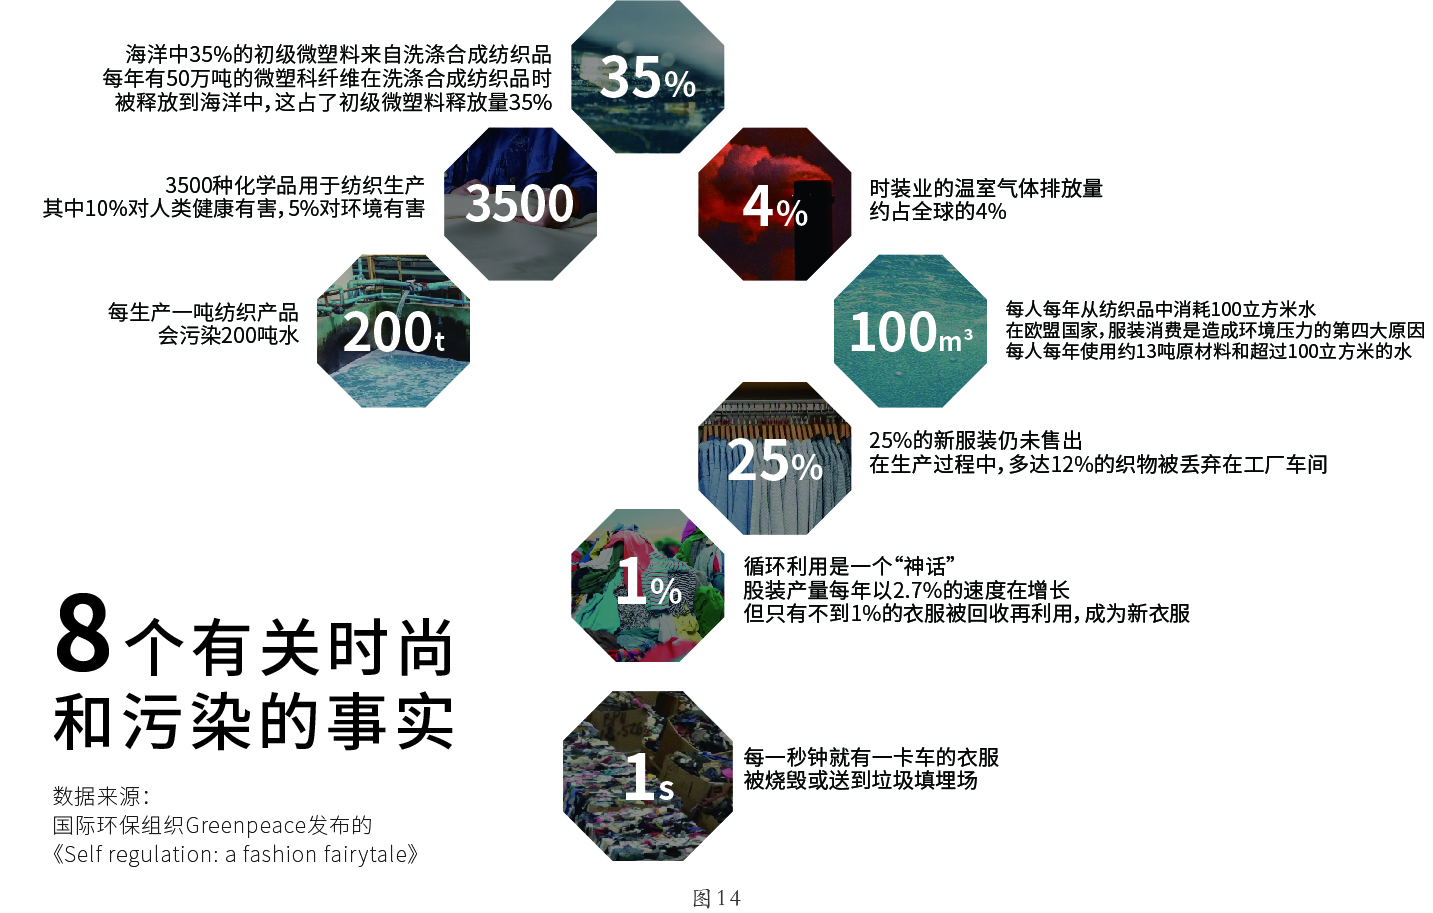 海洋中35%的初级微塑料来自洗涤合成纺织品
每年有50万吨的微塑科纤维在洗涤合成纺织品时
被释放到海洋中，这占了初级微塑料释放量35%
35%
3500种化学品用于纺织生产
其中10%对人类健康有害，5%对环境有害
3500
4%
时装业的温室气体排放量
约占全球的4%
每生产一吨纺织产品
会污染200吨水
200t
100m³
每人每年从纺织品中消耗100立方米水
在欧盟国家，服装消费是造成环境压力的第四大原因
每人每年使用约13吨原材料和超过100立方米的水
25%
25%的新服装仍未售出
在生产过程中，多达12%的织物被丢弃在工厂车间
1%
循环利用是一个“神话”
股装产量每年以2.7%的速度在增长
但只有不到1%的衣服被回收再利用，成为新衣服
1s
每一秒钟就有一卡车的衣服
被烧毁或送到垃圾填埋场
8个有关时尚
和污染的事实
数据来源：
国际环保组织Greenpeace发布的
《Self regulation: a fashion fairytale》
图14